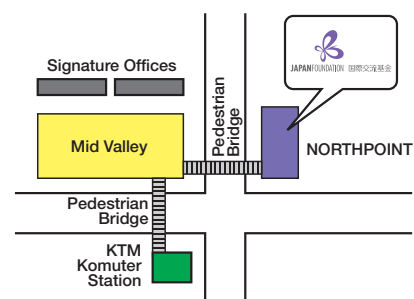 Signature Offices
JAPANFOUNDATION 国際交流基金
Mid Valley
Pedestrian
Bridge
NORTHPOINT
Pedestrian
Bridge
KTM
Komuter
Station